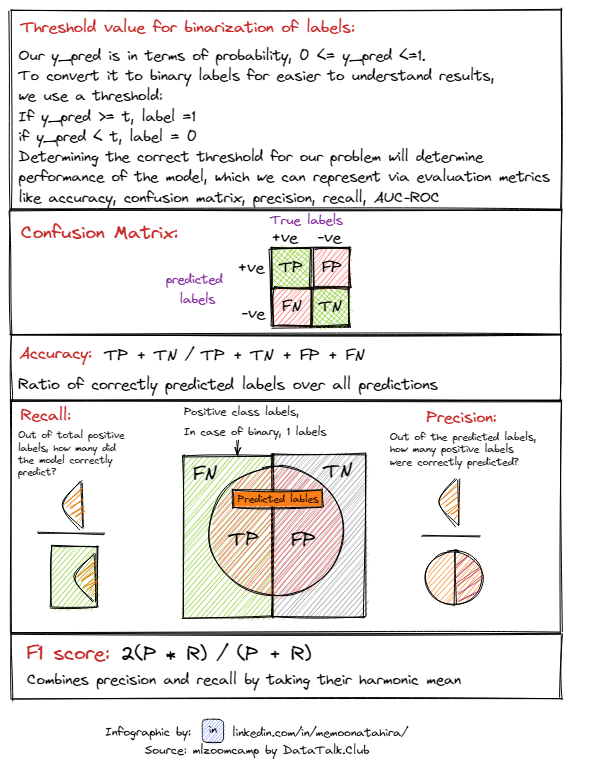 Threshold value for binarization of labels:
Our y_pred is in terms of probability, 0 <= y_pred <=1.
To convert it to binary labels for easier to understand results,
we use a threshold:
If y_pred >= t, label =1
if y_pred < t, label = 0
Determining the correct threshold for our problem will determine
performance of the model, which we can represent via evaluation metrics
like accuracy, confusion matrix, precision, recall, AUC-ROC
Confusion Matrix:
True labels
+ve -ve
predicted
labels
+ve TP FP
-ve FN TN
Accuracy: TP + TN / TP + TN + FP + FN
Ratio of correctly predicted labels over all predictions
Recall:
Out of total positive
labels, how many did
the model correctly
predict?
Positive class labels,
In case of binary, 1 labels
FN TN
Predicted lables
TP FP
Precision:
Out of the predicted labels,
how many positive labels
were correctly predicted?
F1 score: 2(P * R) / (P + R)
Combines precision and recall by taking their harmonic mean
Infographic by: in linkedin.com/in/memoonatahira/
Source: mlzoomcamp by DataTalk.Club